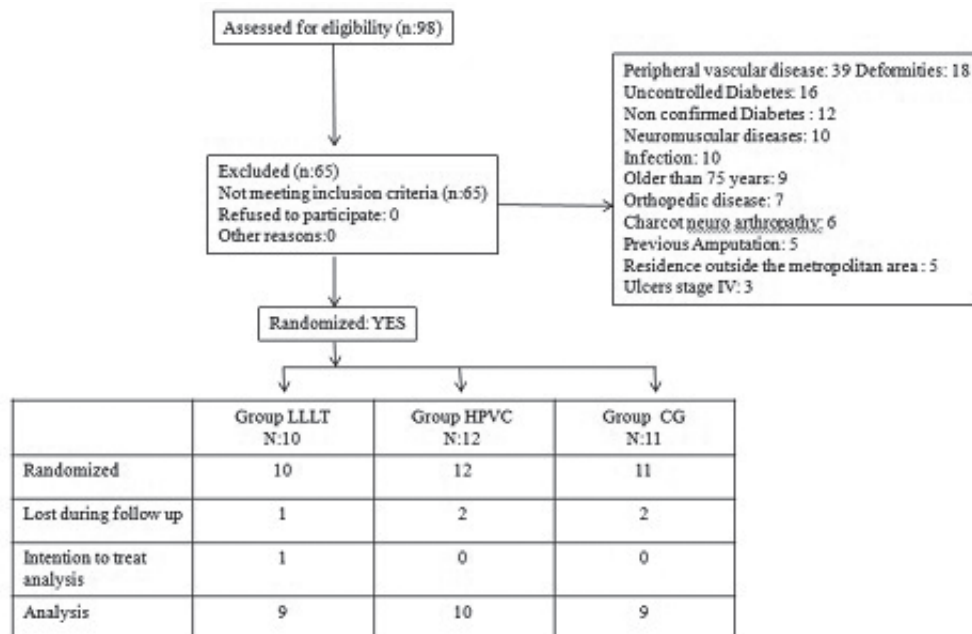 Assessed for eligibility (n:98)
Peripheral vascular disease: 39 Deformities: 18
Uncontrolled Diabetes: 16
Non confirmed Diabetes : 12
Neuromuscular diseases: 10
Infection: 10
Older than 75 years: 9
Orthopedic disease: 7
Charcot neuro arthropathy: 6
Previous Amputation: 5
Residence outside the metropolitan area : 5
Ulcers stage IV: 3
Excluded (n:65)
Not meeting inclusion criteria (n:65)
Refused to participate: 0
Other reasons:0
Randomized: YES
Group LLLT Group HPVC Group CG
N:10 N:12 N:11
Randomized 10 12 11
Lost during follow up 1 2 2
Intention to treat 1 0 0
analysis
Analysis 9 10 9